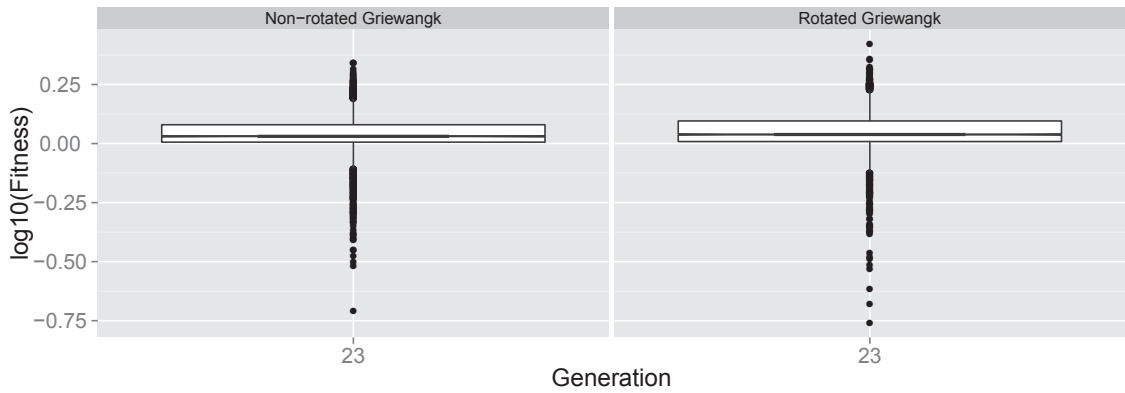 Non−rotated Griewangk
Rotated Griewangk
log10(Fitness)
0.25
0.00
−0.25
−0.50
−0.75
23
23
Generation